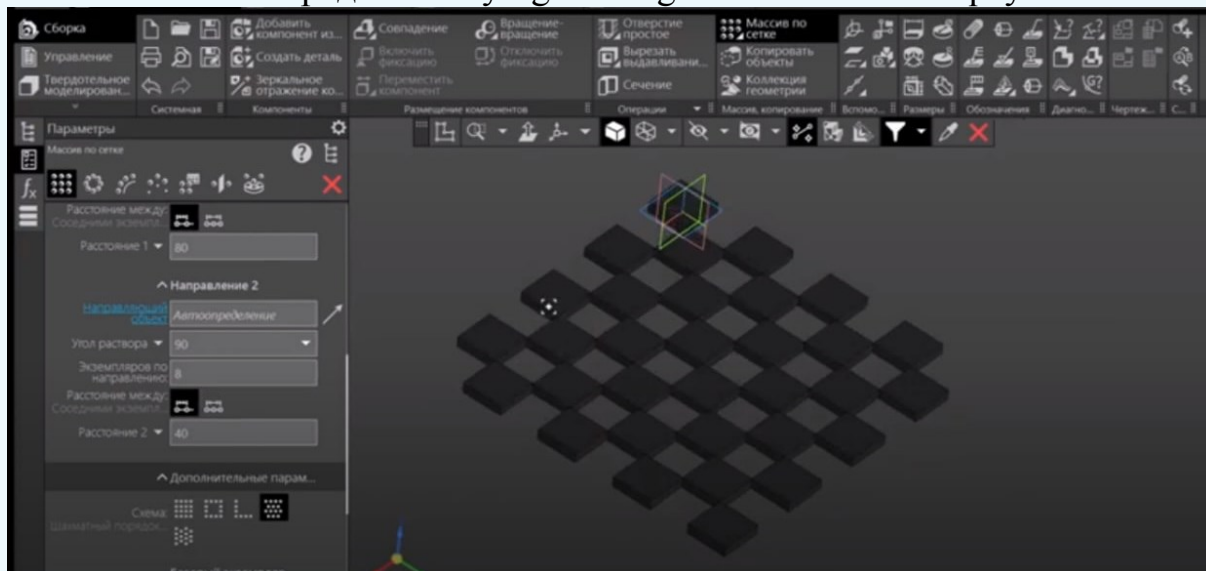 Сборка
Управление
Твердотельное
моделирован...
Системная
Добавить
компонент из...
Создать деталь
Зеркальное
отражение ко...
Компоненты
Совпадение
Включить
фиксацию
Переместить
компонент
Вращение-
вращение
Отключить
фиксацию
Размещение компонентов
Отверстие
простое
Вырезать
выдавливани...
Сечение
Операции
Массив по
сетке
Копировать
объекты
Коллекция
геометрии
Массив, копирование
Вспомо...
Размеры
Обозначения
Диагно...
Чертеж...
С...
Параметры
Массив по сетке
Расстояние между:
Соседними экземпл...
Расстояние 1
80
Направление 2
Направляющий
объект
Автоопределение
Угол раствора
90
Экземпляров по
направлению:
8
Расстояние между:
Соседними экземпл...
Расстояние 2
40
Дополнительные парам...
Схема:
Шахматный порядок...